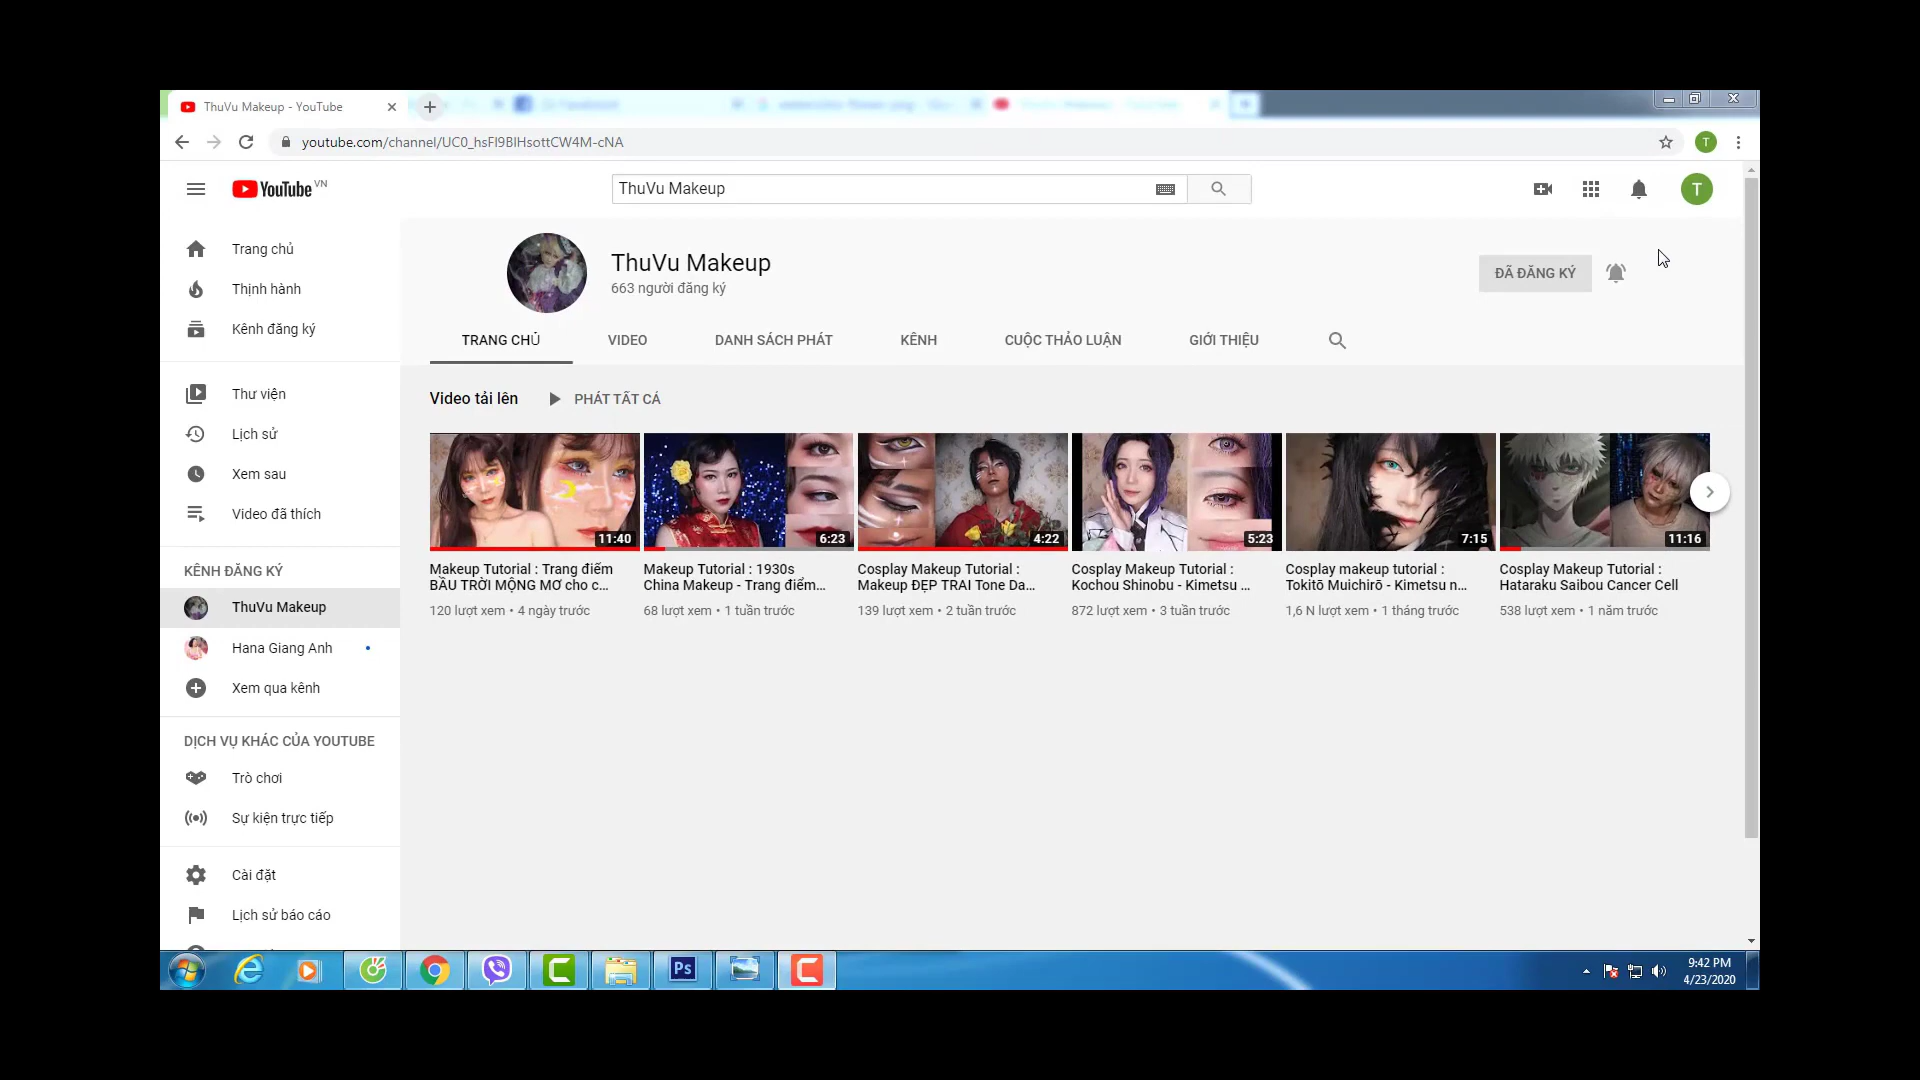 ThuVu Makeup - YouTube
youtube.com/channel/UC0_hsFI9BIHsottCW4M-cNA
YouTube VN
ThuVu Makeup
T
T
Trang chủ
Thịnh hành
Kênh đăng ký
Thư viện
Lịch sử
Xem sau
Video đã thích
KÊNH ĐĂNG KÝ
ThuVu Makeup
Hana Giang Anh
Xem qua kênh
DỊCH VỤ KHÁC CỦA YOUTUBE
Trò chơi
Sự kiện trực tiếp
Cài đặt
Lịch sử báo cáo
ThuVu Makeup
663 người đăng ký
ĐÃ ĐĂNG KÝ
TRANG CHỦ
VIDEO
DANH SÁCH PHÁT
KÊNH
CUỘC THẢO LUẬN
GIỚI THIỆU
Video tải lên
PHÁT TẤT CẢ
11:40
Makeup Tutorial : Trang điểm
BẦU TRỜI MỘNG MƠ cho c...
120 lượt xem • 4 ngày trước
6:23
Makeup Tutorial : 1930s
China Makeup - Trang điểm...
68 lượt xem • 1 tuần trước
4:22
Cosplay Makeup Tutorial :
Makeup ĐẸP TRAI Tone Da...
139 lượt xem • 2 tuần trước
5:23
Cosplay Makeup Tutorial :
Kochou Shinobu - Kimetsu ...
872 lượt xem • 3 tuần trước
7:15
Cosplay makeup tutorial :
Tokitō Muichirō - Kimetsu n...
1,6 N lượt xem • 1 tháng trước
11:16
Cosplay Makeup Tutorial :
Hataraku Saibou Cancer Cell
538 lượt xem • 1 năm trước
Ps
9:42 PM
4/23/2020